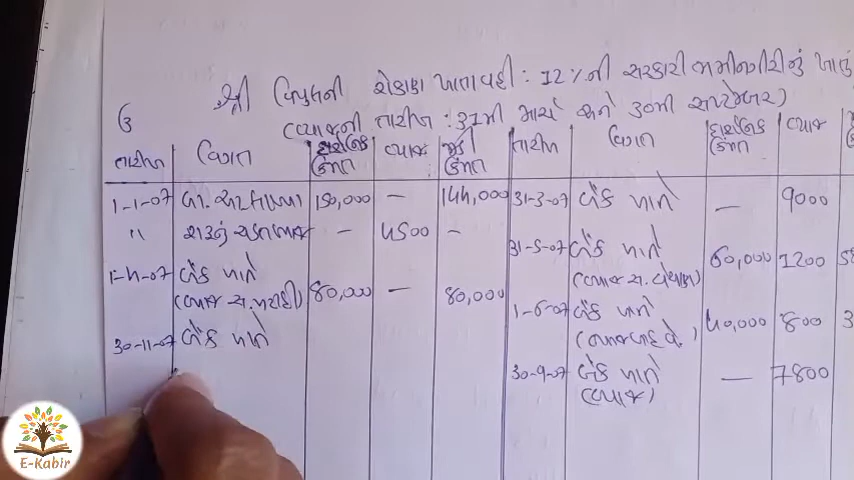 શ્રી વિપુલની રોકાણ ખાતાવહી : 12% ની સરકારી જામીનગીરીનું ખાતું
ઉ (વ્યાજની તારીખ : 31મી માર્ચ અને 30મી સપ્ટેમ્બર)
તારીખ વિગત દાર્શનિક કિંમત વ્યાજ મૂડી કિંમત તારીખ વિગત દાર્શનિક કિંમત વ્યાજ
1-1-07 બા. આગળ લાવ્યા 150,000 — 144,000 31-3-07 બેંક ખાતે — 9000
" શરૂનું ચડત વ્યાજ — 4500 — 31-5-07 બેંક ખાતે
(વ્યાજ સ. વેચાણ) 60,000 1200
1-4-07 બેંક ખાતે
(વ્યાજ સ. ખરીદી) 80,000 — 80,000 1-6-07 બેંક ખાતે
(વ્યાજ બાદ વે.) 40,000 800 3
30-11-07 બેંક ખાતે 30-9-07 બેંક ખાતે
(વ્યાજ) — 7800
E-Kabir